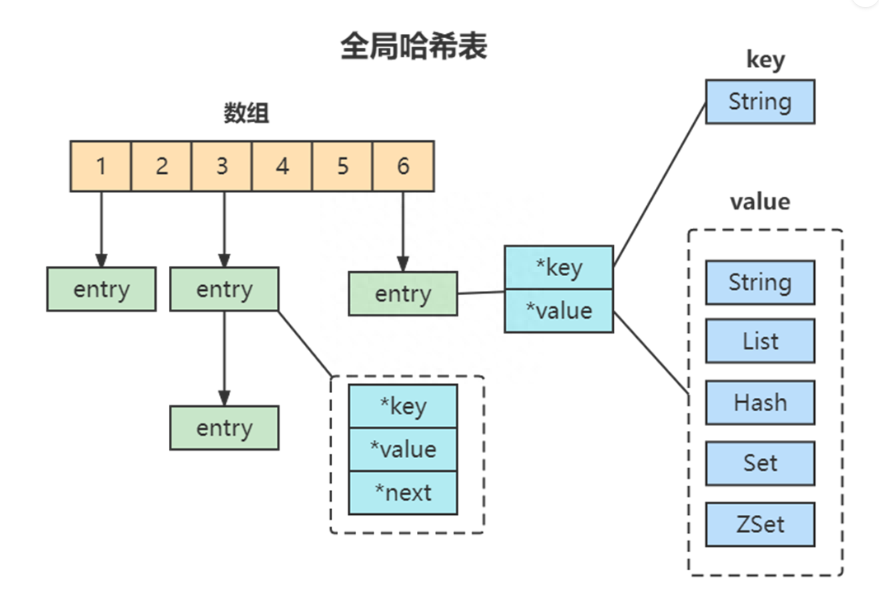 全局哈希表
key
String
数组
1 2 3 4 5 6
value
entry
entry
entry
*key
*value
String
List
Hash
Set
ZSet
entry
*key
*value
*next